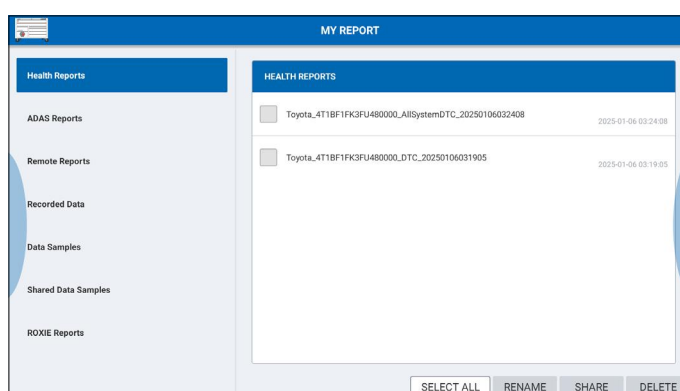 MY REPORT
Health Reports
ADAS Reports
Remote Reports
Recorded Data
Data Samples
Shared Data Samples
ROXIE Reports
HEALTH REPORTS
Toyota_4T1BF1FK3FU480000_AllSystemDTC_20250106032408
2025-01-06 03:24:08
Toyota_4T1BF1FK3FU480000_DTC_20250106031905
2025-01-06 03:19:05
SELECT ALL RENAME SHARE DELETE